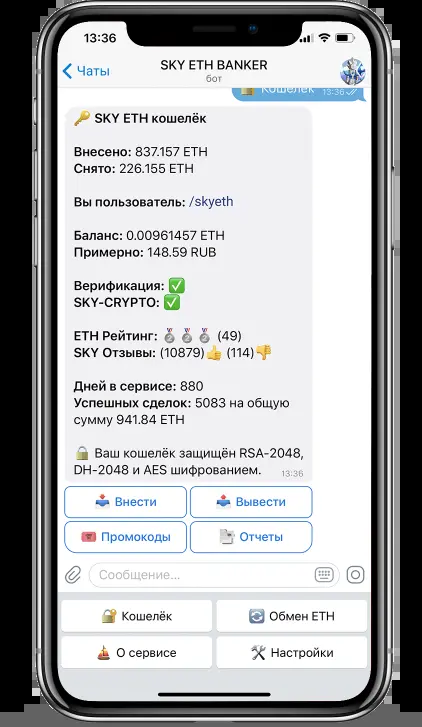 13:36
Чаты
SKY ETH BANKER
бот
Кошелёк 13:36
🔑 SKY ETH кошелёк
Внесено: 837.157 ETH
Снято: 226.155 ETH
Вы пользователь: /skyeth
Баланс: 0.00961457 ETH
Примерно: 148.59 RUB
Верификация: ✅
SKY-CRYPTO: ✅
ETH Рейтинг: 🥈🥈🥈 (49)
SKY Отзывы: (10879)👍 (114)👎
Дней в сервисе: 880
Успешных сделок: 5083 на общую
сумму 941.84 ETH
🔒 Ваш кошелёк защищён RSA-2048,
DH-2048 и AES шифрованием. 13:36
📥 Внести
📤 Вывести
🎟 Промокоды
📑 Отчеты
Сообщение...
🔐 Кошелёк
🔄 Обмен ETH
⛵ О сервисе
🛠 Настройки